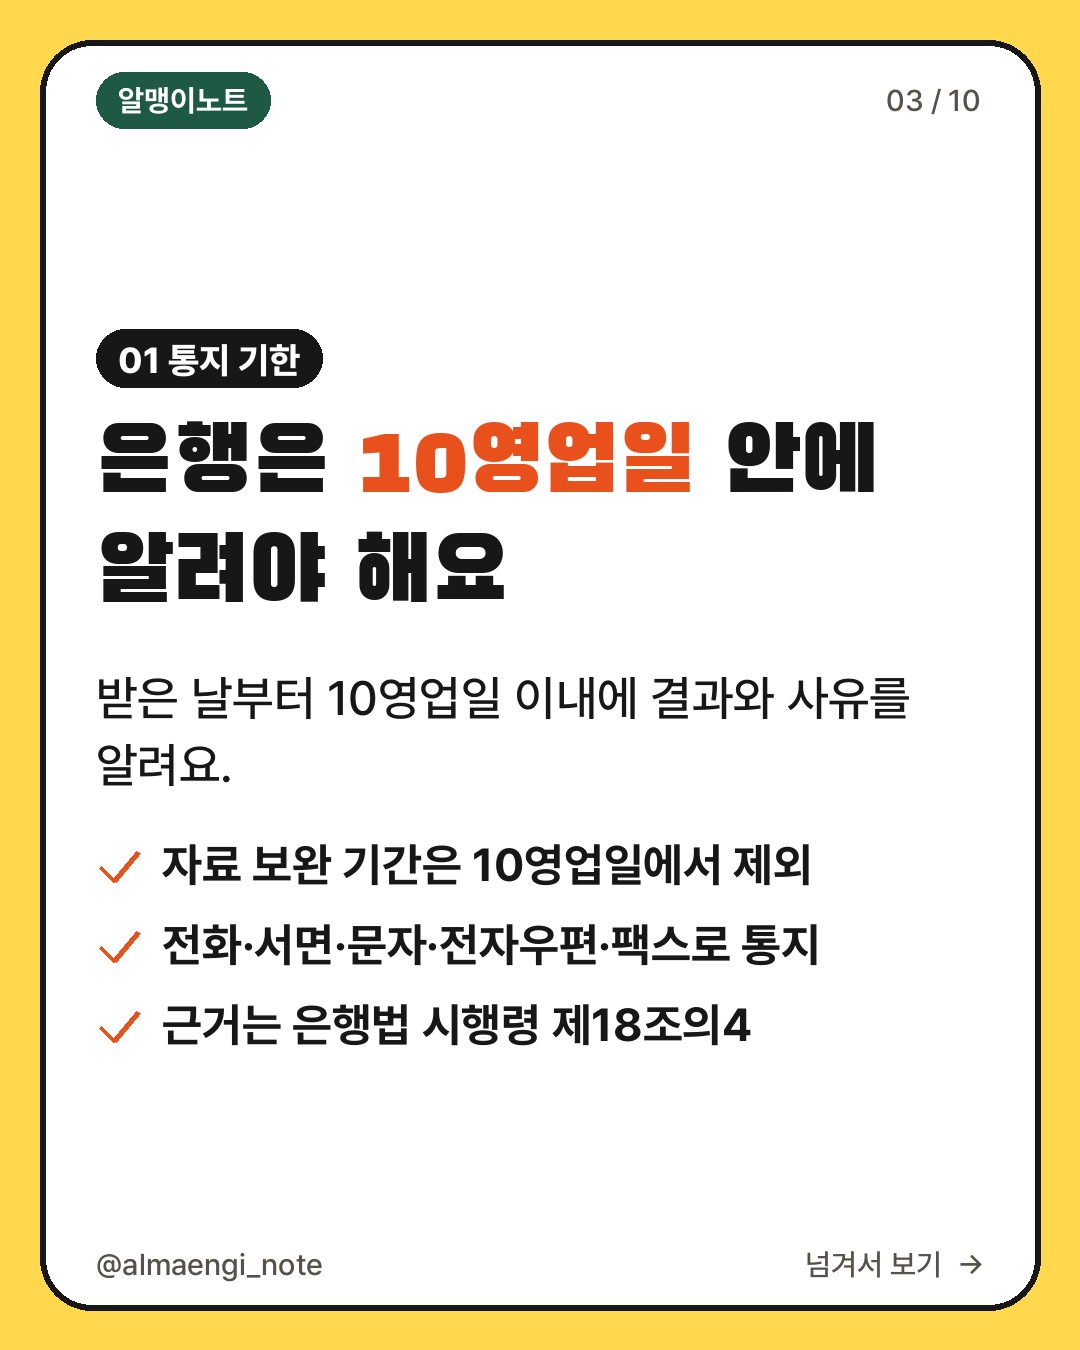 알맹이노트
03 / 10
01 통지 기한
은행은 10영업일 안에
알려야 해요
받은 날부터 10영업일 이내에 결과와 사유를
알려요.
자료 보완 기간은 10영업일에서 제외
전화·서면·문자·전자우편·팩스로 통지
근거는 은행법 시행령 제18조의4
@almaengi_note
넘겨서 보기 →